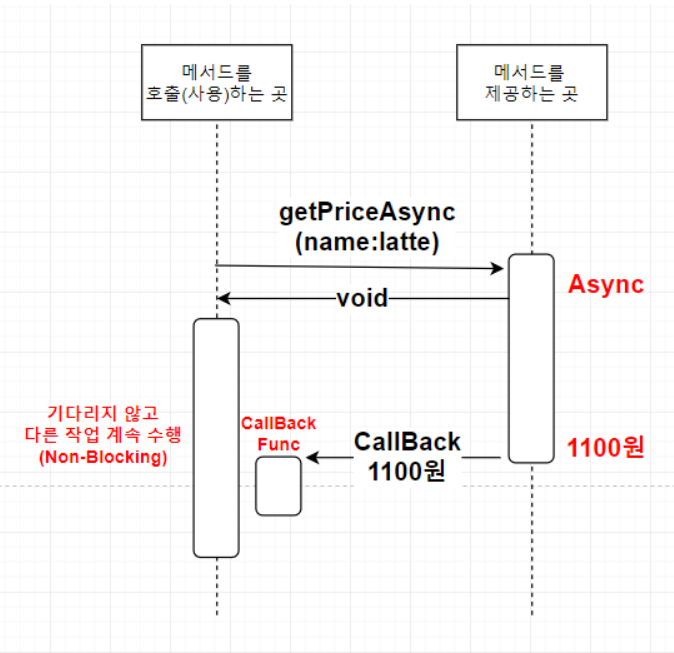 메서드를
호출(사용)하는 곳
메서드를
제공하는 곳
getPriceAsync
(name:latte)
Async
void
기다리지 않고
다른 작업 계속 수행
(Non-Blocking)
CallBack
Func
CallBack
1100원
1100원